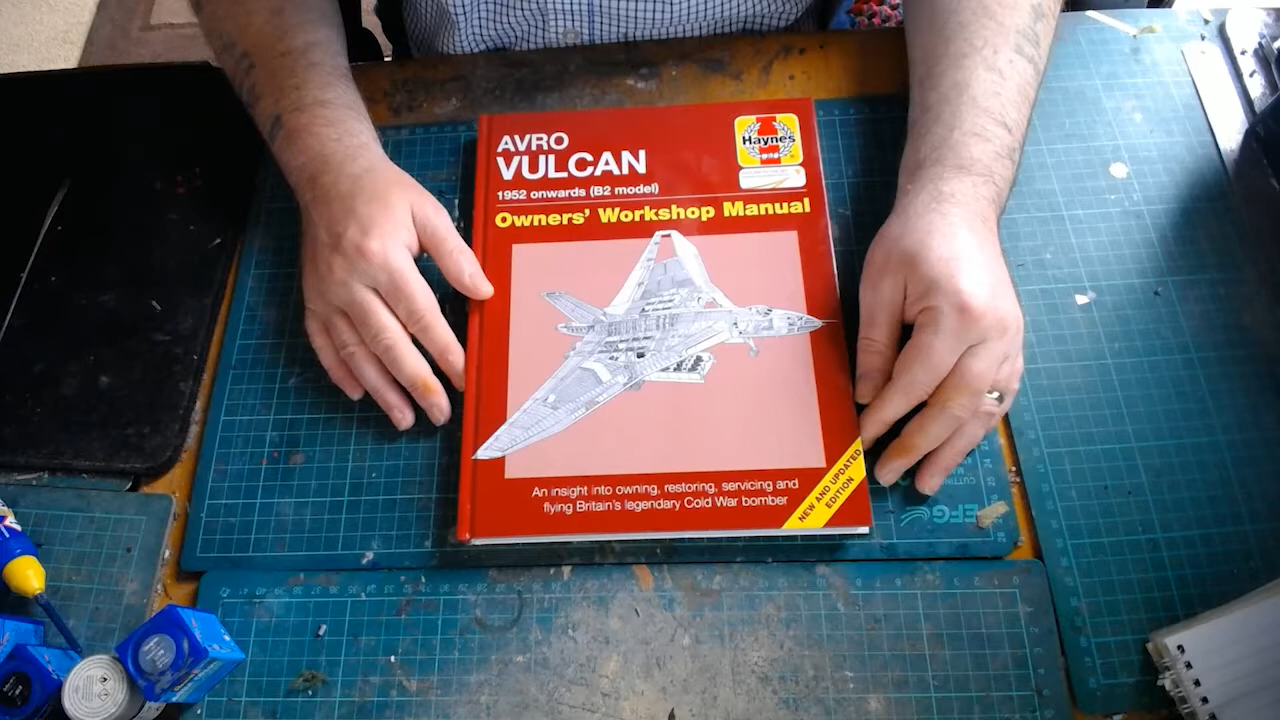 AVRO
VULCAN
1952 onwards (B2 model)
Owners' Workshop Manual
Haynes
An insight into owning, restoring, servicing and
flying Britain's legendary Cold War bomber
NEW AND UPDATED
EDITION
EFG